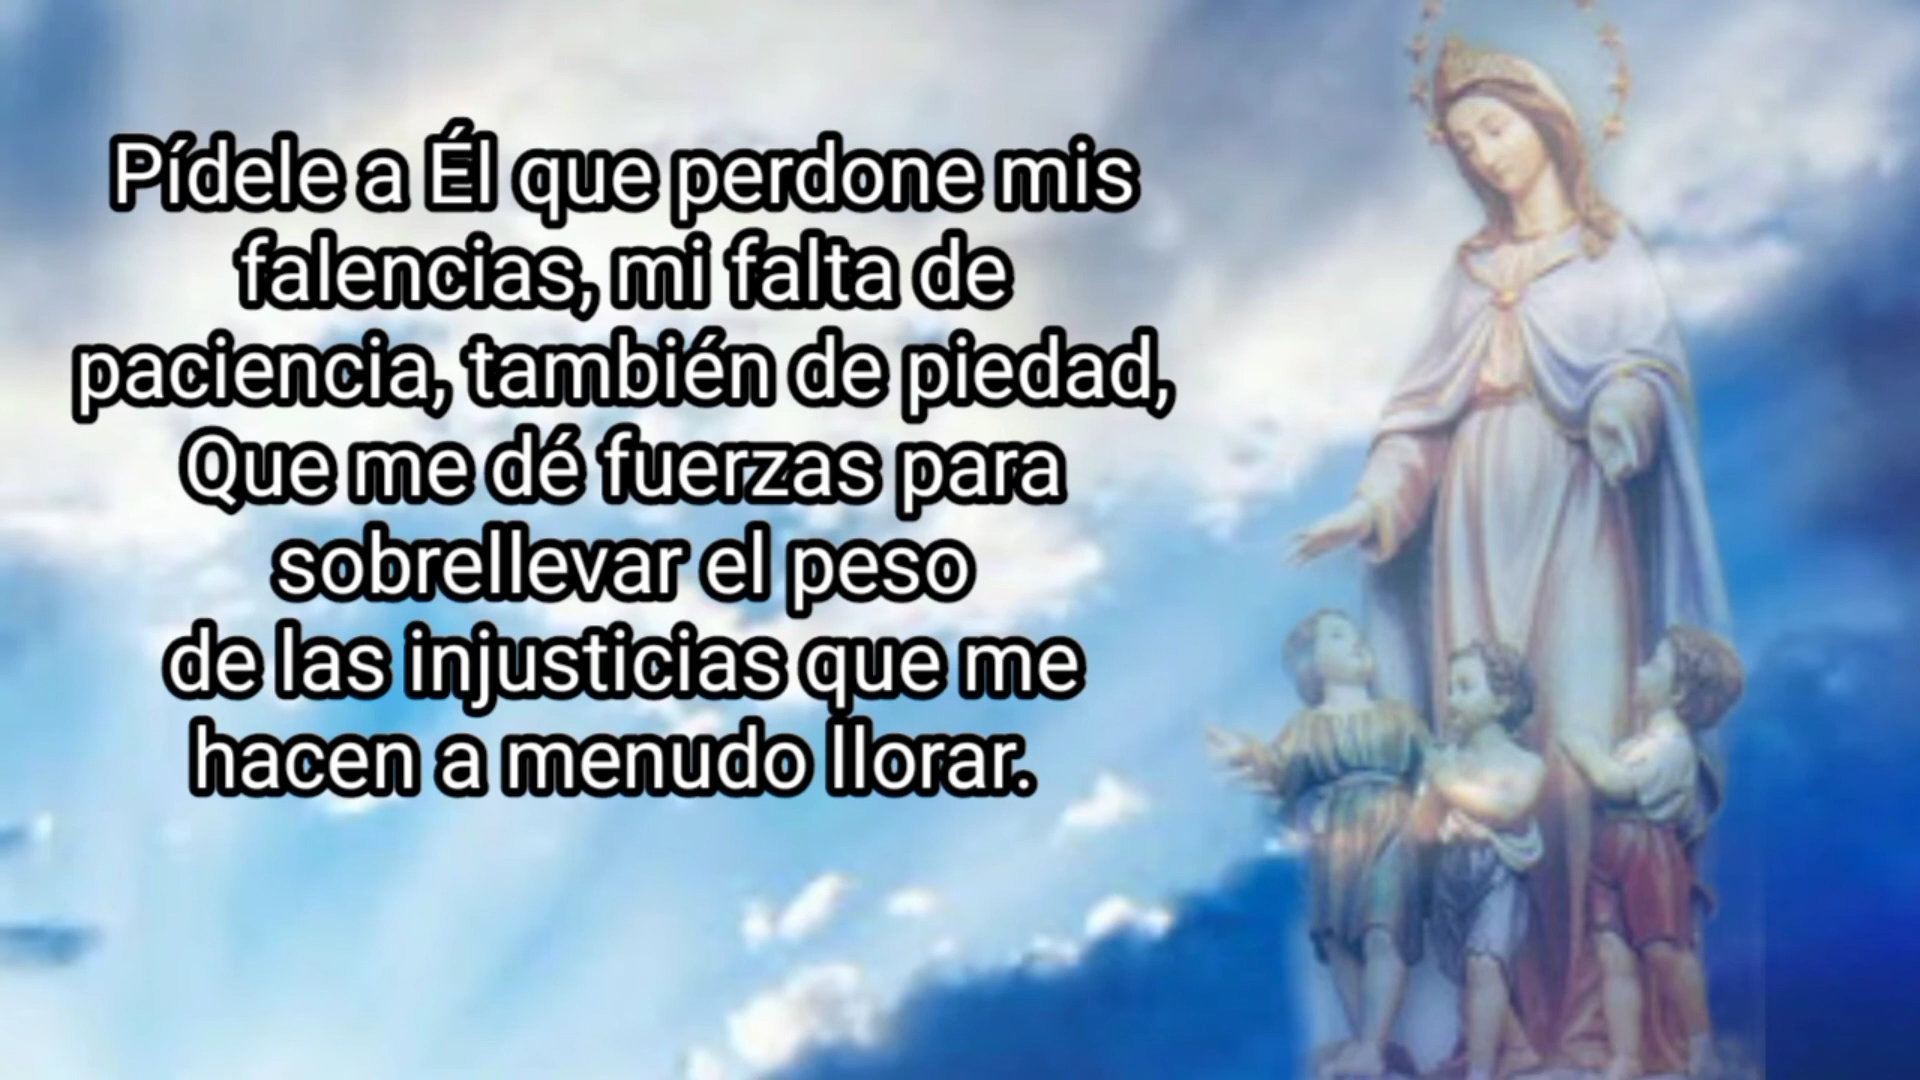 Pídele a Él que perdone mis
falencias, mi falta de
paciencia, también de piedad,
Que me dé fuerzas para
sobrellevar el peso
de las injusticias que me
hacen a menudo llorar.